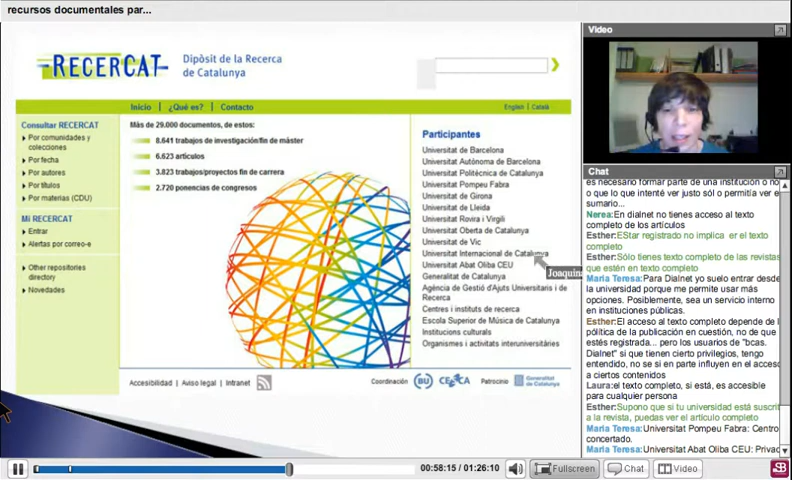 recursos documentales par...
RECERCAT
Dipòsit de la Recerca
de Catalunya
Inicio | ¿Qué es? | Contacto
English | Català
Consultar RECERCAT
Por comunidades y
colecciones
Por fecha
Por autores
Por títulos
Por materias (CDU)
Mi RECERCAT
Entrar
Alertas por correo-e
Other repositories
directory
Novedades
Más de 29.000 documentos, de estos:
8.641 trabajos de investigación/fin de máster
6.623 artículos
3.823 trabajos/proyectos fin de carrera
2.720 ponencias de congresos
Participantes
Universitat de Barcelona
Universitat Autònoma de Barcelona
Universitat Politècnica de Catalunya
Universitat Pompeu Fabra
Universitat de Girona
Universitat de Lleida
Universitat Rovira i Virgili
Universitat Oberta de Catalunya
Universitat de Vic
Universitat Internacional de Catalunya
Universitat Abat Oliba CEU
Generalitat de Catalunya
Agència de Gestió d'Ajuts Universitaris i de
Recerca
Centres i instituts de recerca
Escola Superior de Música de Catalunya
Institucions culturals
Organismes i activitats interuniversitàries
Joaquina
Accesibilidad | Aviso legal | Intranet
Coordinación
CBUC
CESCA
Patrocinio
Generalitat
de Catalunya
Video
Chat
es necesario formar parte de una institución o no
o que lo que intenté ver justo sól o permitía ver el
sumario...
Nerea:En dialnet no tienes acceso al texto
completo de los artículos
Esther:EStar registrado no implica er el texto
completo
Esther:Sólo tienes texto completo de las revistas
que estén en texto completo
Maria Teresa:Para Dialnet yo suelo entrar desde
la universidad porque me permite usar más
opciones. Posiblemente, sea un servicio interno
en instituciones públicas.
Esther:El acceso al texto completo depende de l
política de la publicación en cuestión, no de que
estés registrada... pero los usuarios de "bcas.
Dialnet" si que tienen cierto privilegios, tengo
entendido, no se si en parte influyen en el acceso
a ciertos contenidos
Laura:el texto completo, si está, es accesible
para cualquier persona
Esther:Supono que si tu universidad está suscrit
a la revista, puedas ver el artículo completo
Maria Teresa:Universitat Pompeu Fabra: Centro
concertado.
Maria Teresa:Universitat Abat Oliba CEU: Privad
00:58:15 / 01:26:10
Fullscreen
Chat
Video